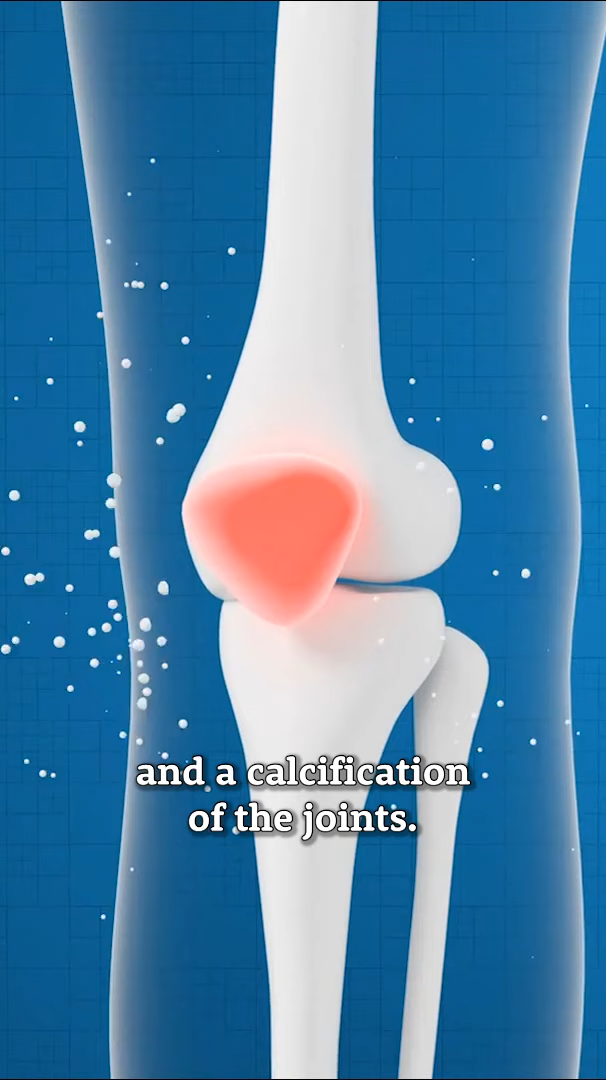 and a calcification
of the joints.